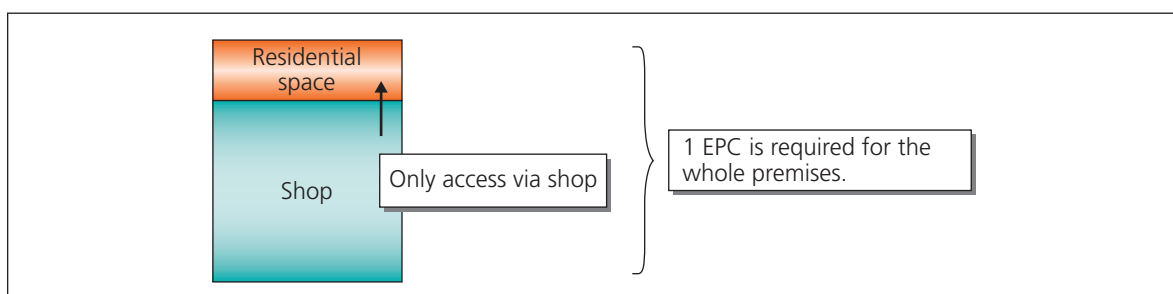 Residential
space
Shop
Only access via shop
1 EPC is required for the
whole premises.